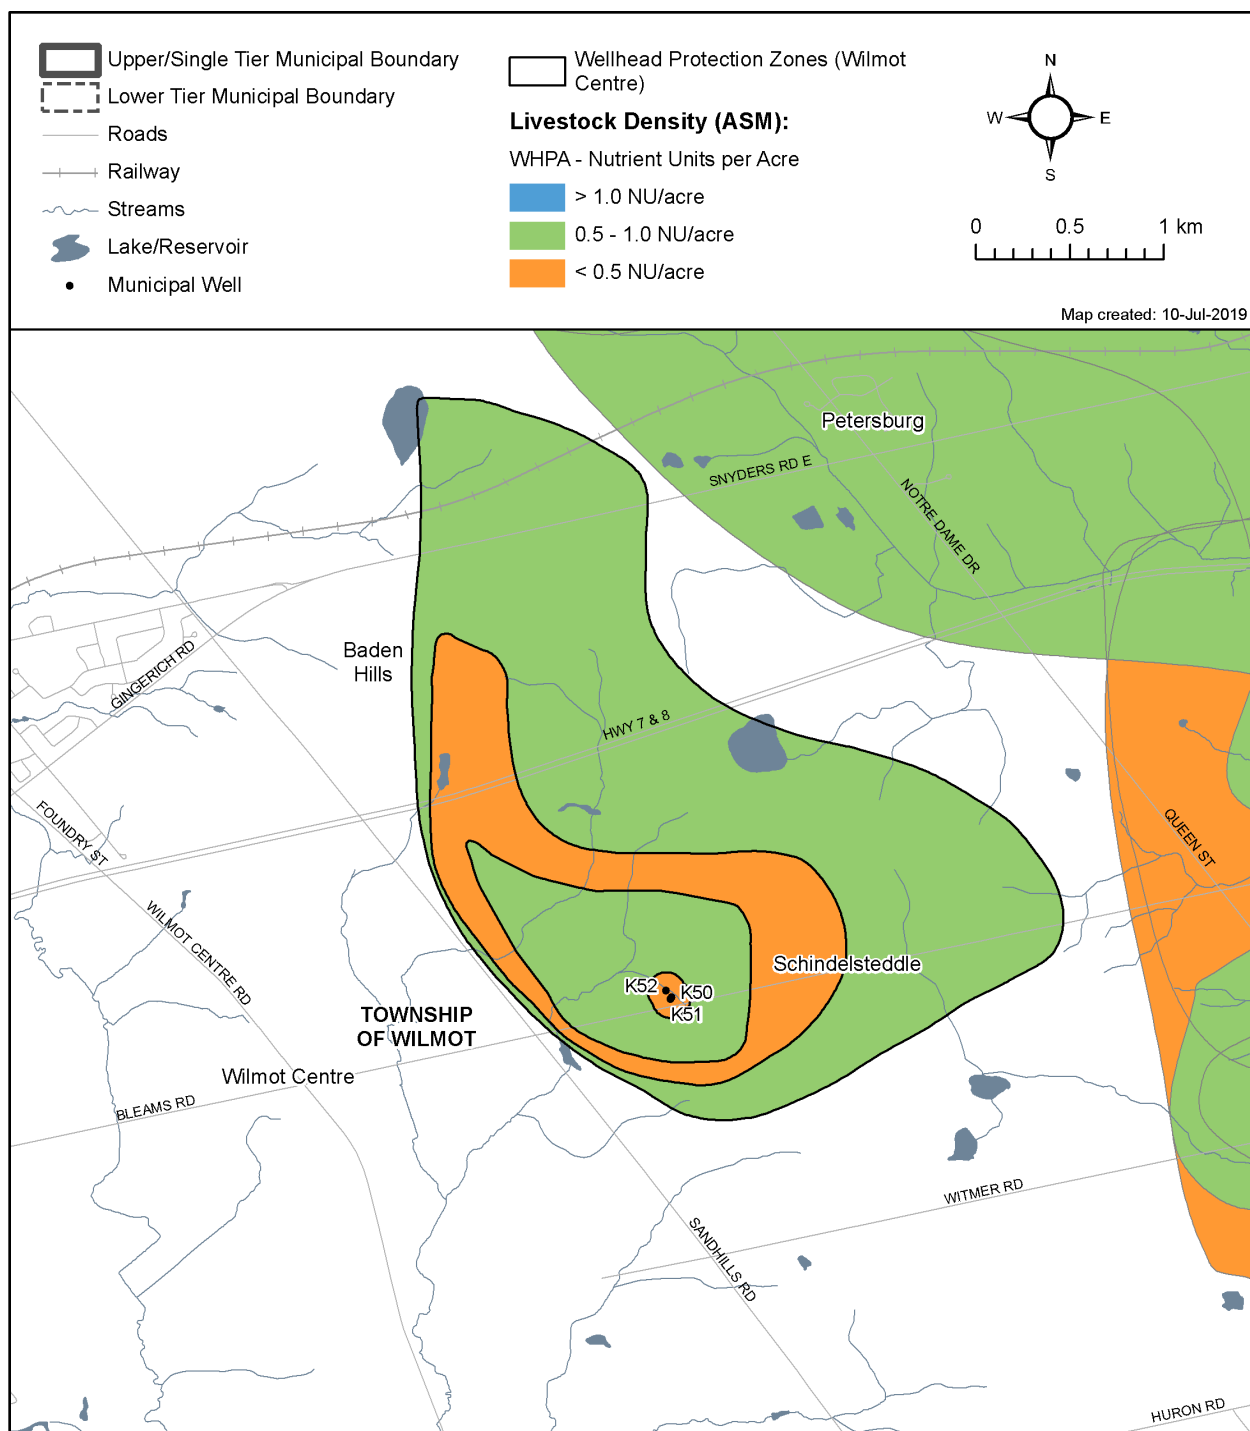 Upper/Single Tier Municipal Boundary
Lower Tier Municipal Boundary
Roads
Railway
Streams
Lake/Reservoir
Municipal Well
Wellhead Protection Zones (Wilmot
Centre)
Livestock Density (ASM):
WHPA - Nutrient Units per Acre
> 1.0 NU/acre
0.5 - 1.0 NU/acre
< 0.5 NU/acre
N
W
E
S
0
0.5
1 km
Map created: 10-Jul-2019
Petersburg
SNYDERS RD E
NOTRE DAME DR
Baden
Hills
GINGERICH RD
HWY 7 & 8
FOUNDRY ST
QUEEN ST
WILMOT CENTRE RD
Schindelsteddle
K52
K50
K51
TOWNSHIP
OF WILMOT
Wilmot Centre
BLEAMS RD
WITMER RD
SANDHILLS RD
HURON RD